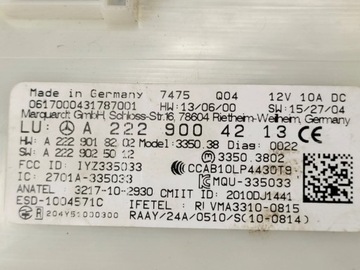 Made in Germany 7475 Q04 12V 10A DC
0617000431787001 HW:13/06/00 SW:15/27/04
Marquardt GmbH, Schloss-Str.16, 78604 Rietheim-Weilheim, Germany
LU: A 222 900 42 13 CE
HW: A 222 901 82 02 Model: 3350.38 Diag: 0022
SW: A 222 902 50 12 M 3350.3802
FCC ID: IYZ335033 CCAB10LP4430T9
IC: 2701A-335033 MQU-335033
ANATEL 3217-10-2930 CMIIT ID: 2010DJ1441
ESD-1004571C IFETEL: RLVMA3310-0815
204Y51000300 RAAY/24A/0510/S(10-0814)